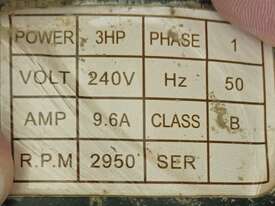 POWER 3HP PHASE 1
VOLT 240V Hz 50
AMP 9.6A CLASS B
R.P.M 2950 SER